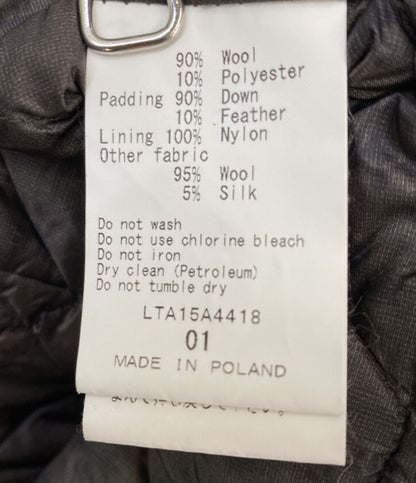 90% Wool
10% Polyester
Padding 90% Down
10% Feather
Lining 100% Nylon
Other fabric
95% Wool
5% Silk
Do not wash
Do not use chlorine bleach
Do not iron
Dry clean (Petroleum)
Do not tumble dry
LTA15A4418
01
MADE IN POLAND